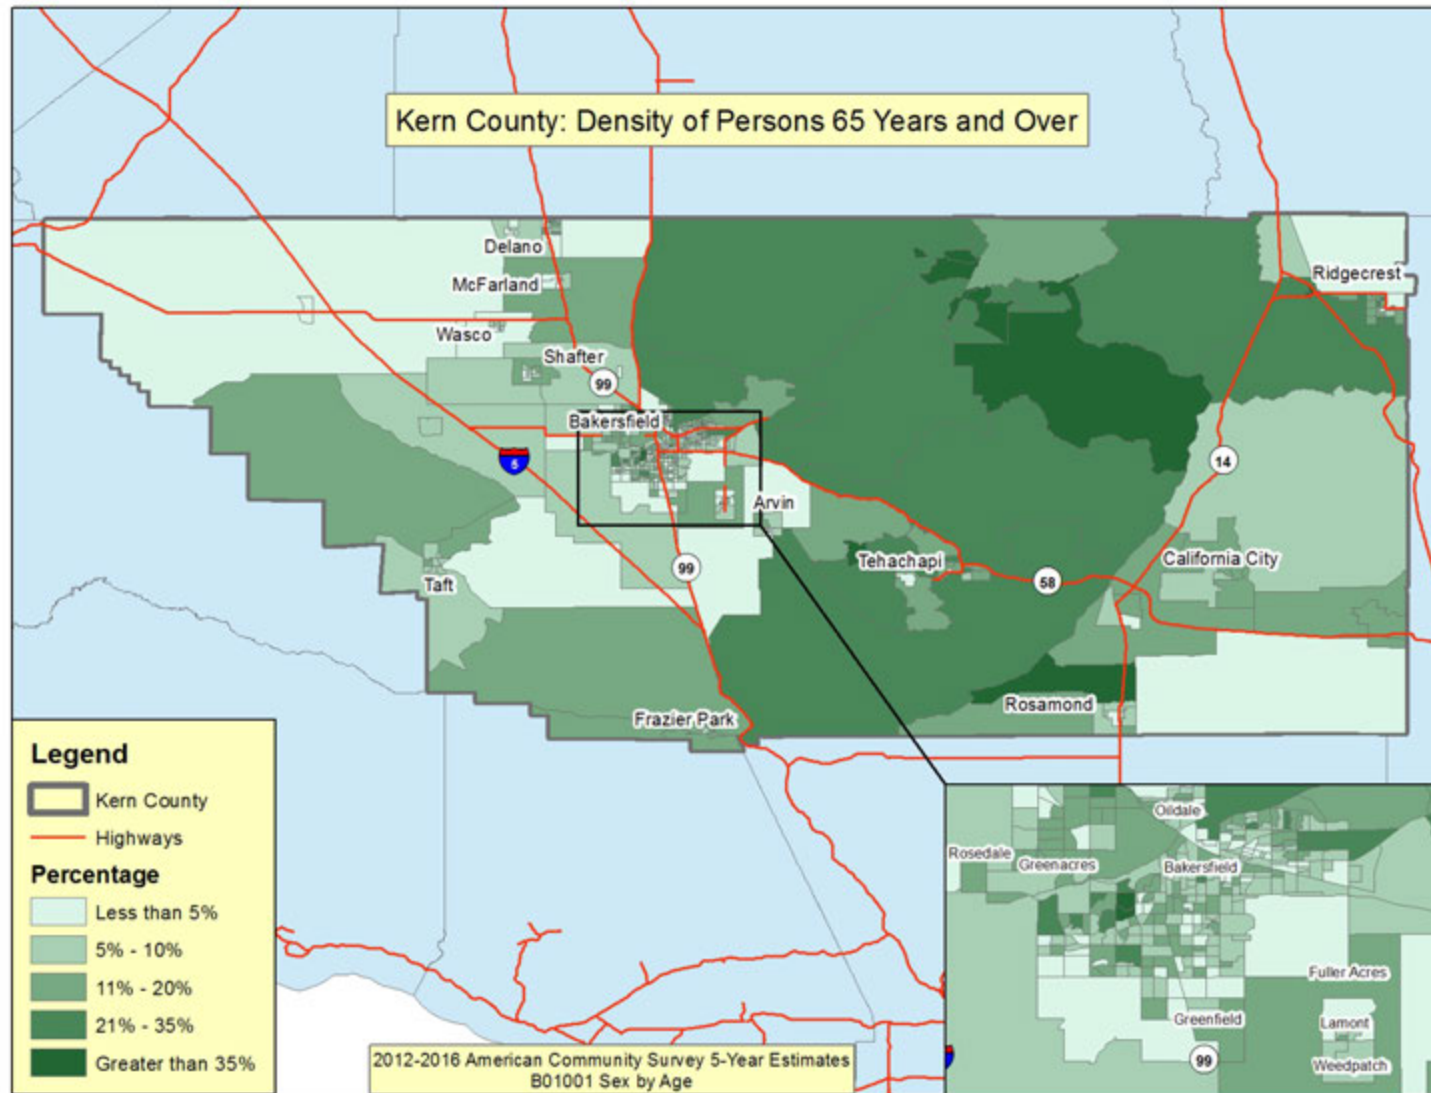 Kern County: Density of Persons 65 Years and Over
Delano
McFarland
Wasco
Shafter
99
Bakersfield
5
Arvin
Taft
99
Tehachapi
58
Ridgecrest
14
California City
Rosamond
Frazier Park
Legend
Kern County
Highways
Percentage
Less than 5%
5% - 10%
11% - 20%
21% - 35%
Greater than 35%
2012-2016 American Community Survey 5-Year Estimates
B01001 Sex by Age
Oildale
Rosedale
Greenacres
Bakersfield
Fuller Acres
Greenfield
Lamont
99
Weedpatch